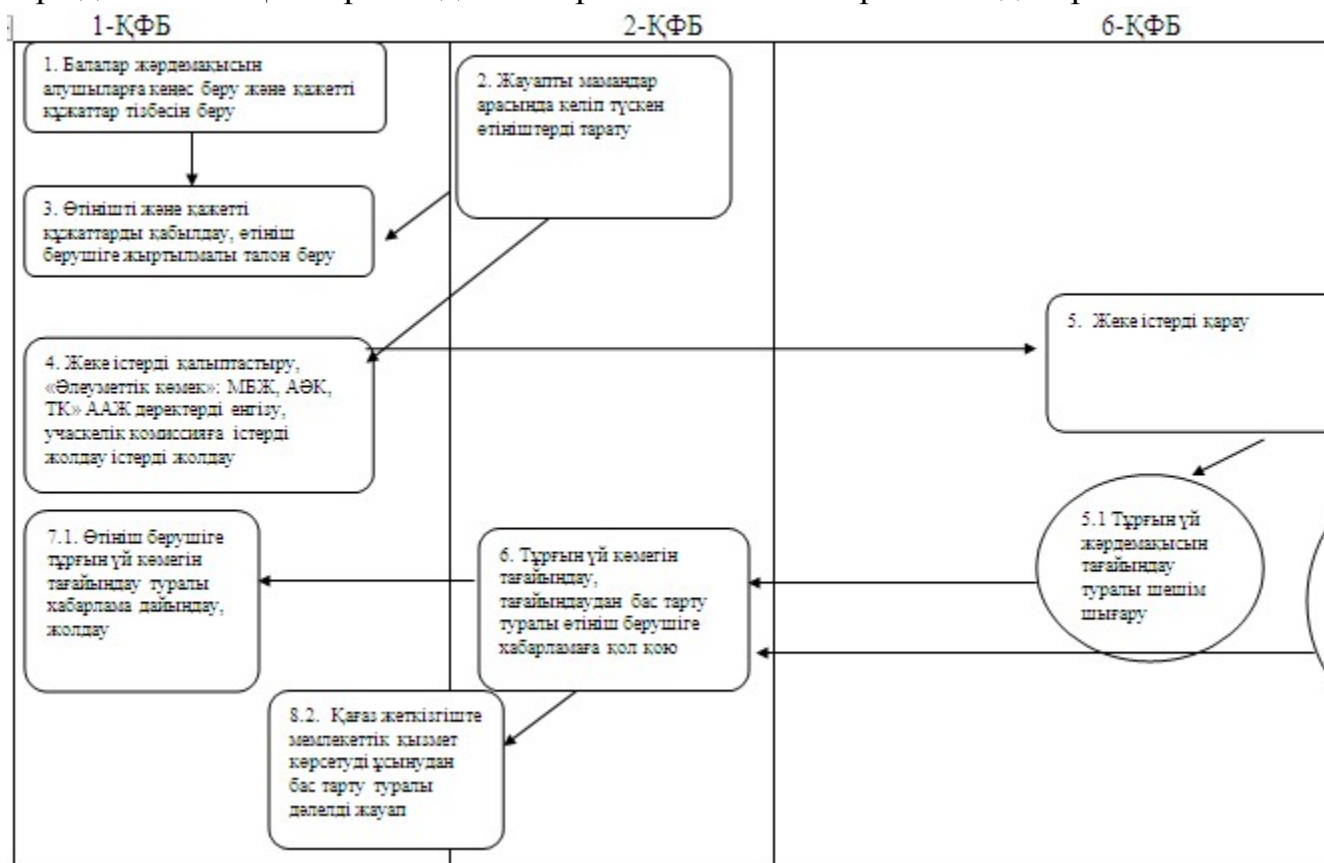 1-ҚФБ
2-ҚФБ
6-ҚФБ
1. Балалар жәрдемақысын
алушыларға кеңес беру және қажетті
құжаттар тізбесін беру
2. Жауапты мамандар
арасында келіп түскен
өтініштерді тарату
3. Өтінішті және қажетті
құжаттарды қабылдау, өтініш
берушіге жыртылмалы талон беру
4. Жеке істерді қалыптастыру,
«Әлеуметтік көмек»: МБЖ, АӘК,
ТК» ААЖ деректерді енгізу,
учаскелік комиссияға істерді
жолдау істерді жолдау
5. Жеке істерді қарау
5.1 Тұрғын үй
жәрдемақысын
тағайындау
туралы шешім
шығару
6. Тұрғын үй көмегін
тағайындау,
тағайындаудан бас тарту
туралы өтініш берушіге
хабарламаға қол қою
7.1. Өтініш берушіге
тұрғын үй көмегін
тағайындау туралы
хабарлама дайындау,
жолдау
8.2. Қағаз жеткізгіште
мемлекеттік қызмет
көрсетуді ұсынудан
бас тарту туралы
дәлелді жауап